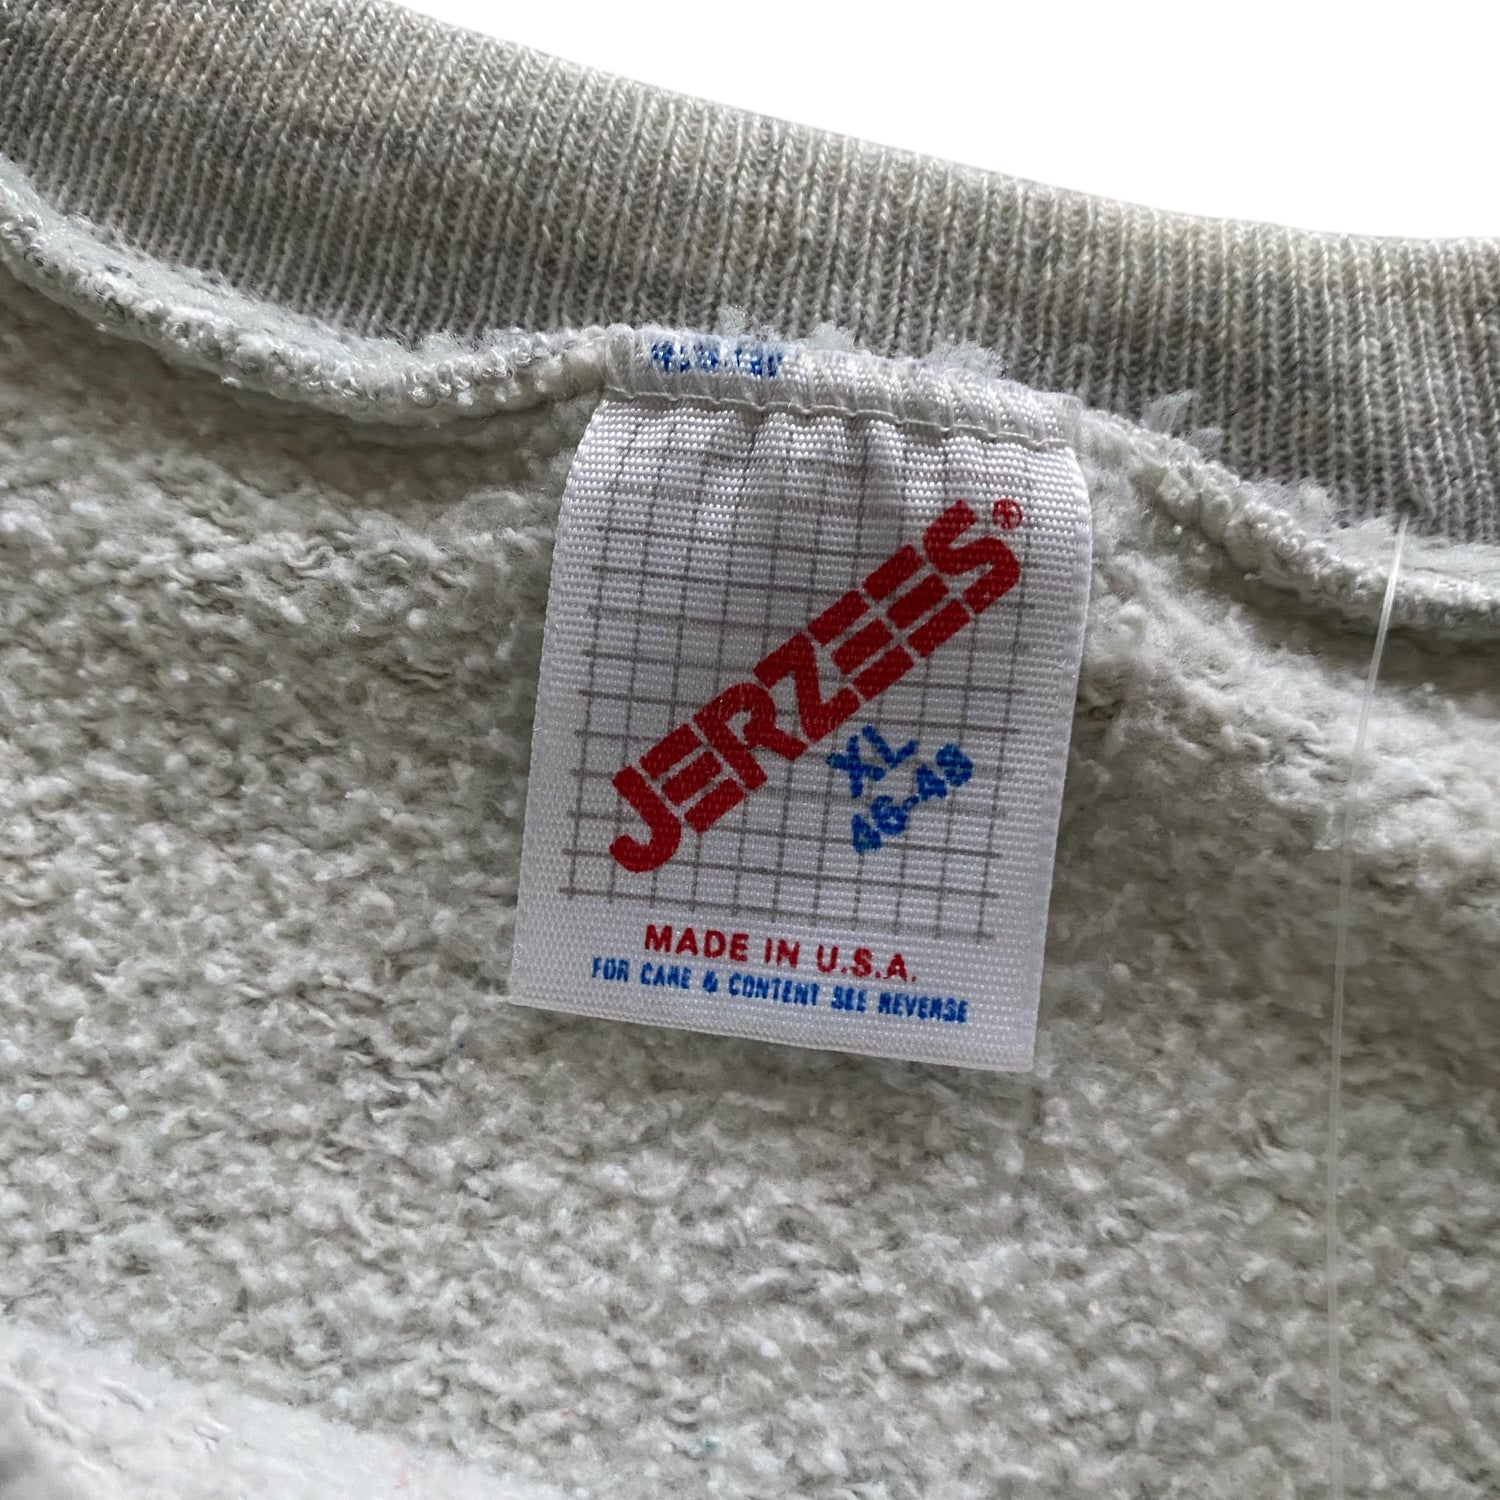 JERZEES®
XL
46-48
MADE IN U.S.A.
FOR CARE & CONTENT SEE REVERSE